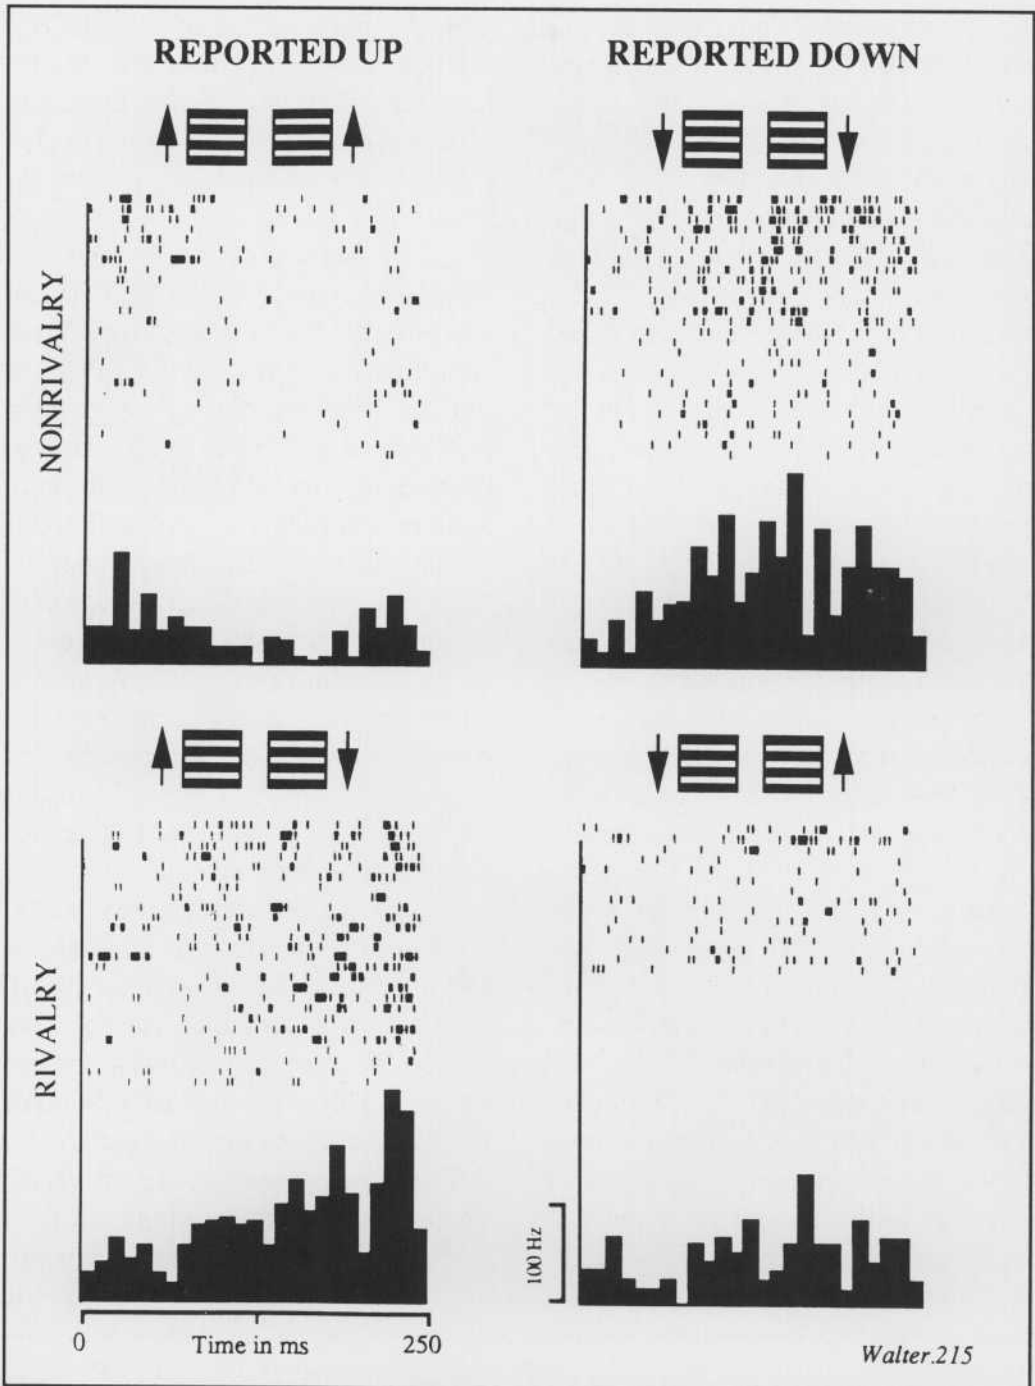 REPORTED UP
REPORTED DOWN
NONRIVALRY
RIVALRY
100 Hz
0
Time in ms
250
Walter.215